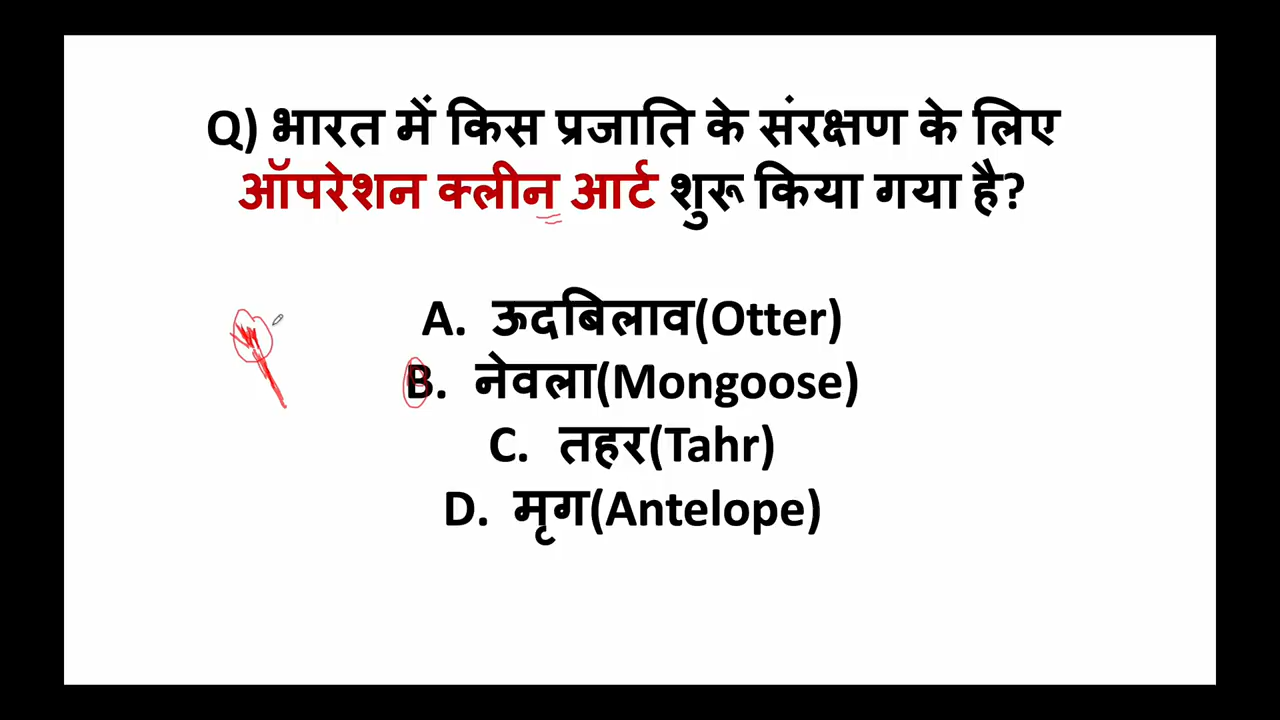 Q) भारत में किस प्रजाति के संरक्षण के लिए
ऑपरेशन क्लीन आर्ट शुरू किया गया है?
A. ऊदबिलाव(Otter)
B. नेवला(Mongoose)
C. तहर(Tahr)
D. मृग(Antelope)